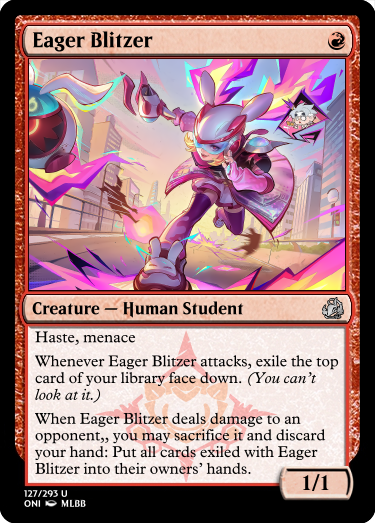 Eager Blitzer
Creature — Human Student
Haste, menace
Whenever Eager Blitzer attacks, exile the top
card of your library face down. (You can't
look at it.)
When Eager Blitzer deals damage to an
opponent,, you may sacrifice it and discard
your hand: Put all cards exiled with Eager
Blitzer into their owners' hands.
1/1
127/293 U
ONI MLBB